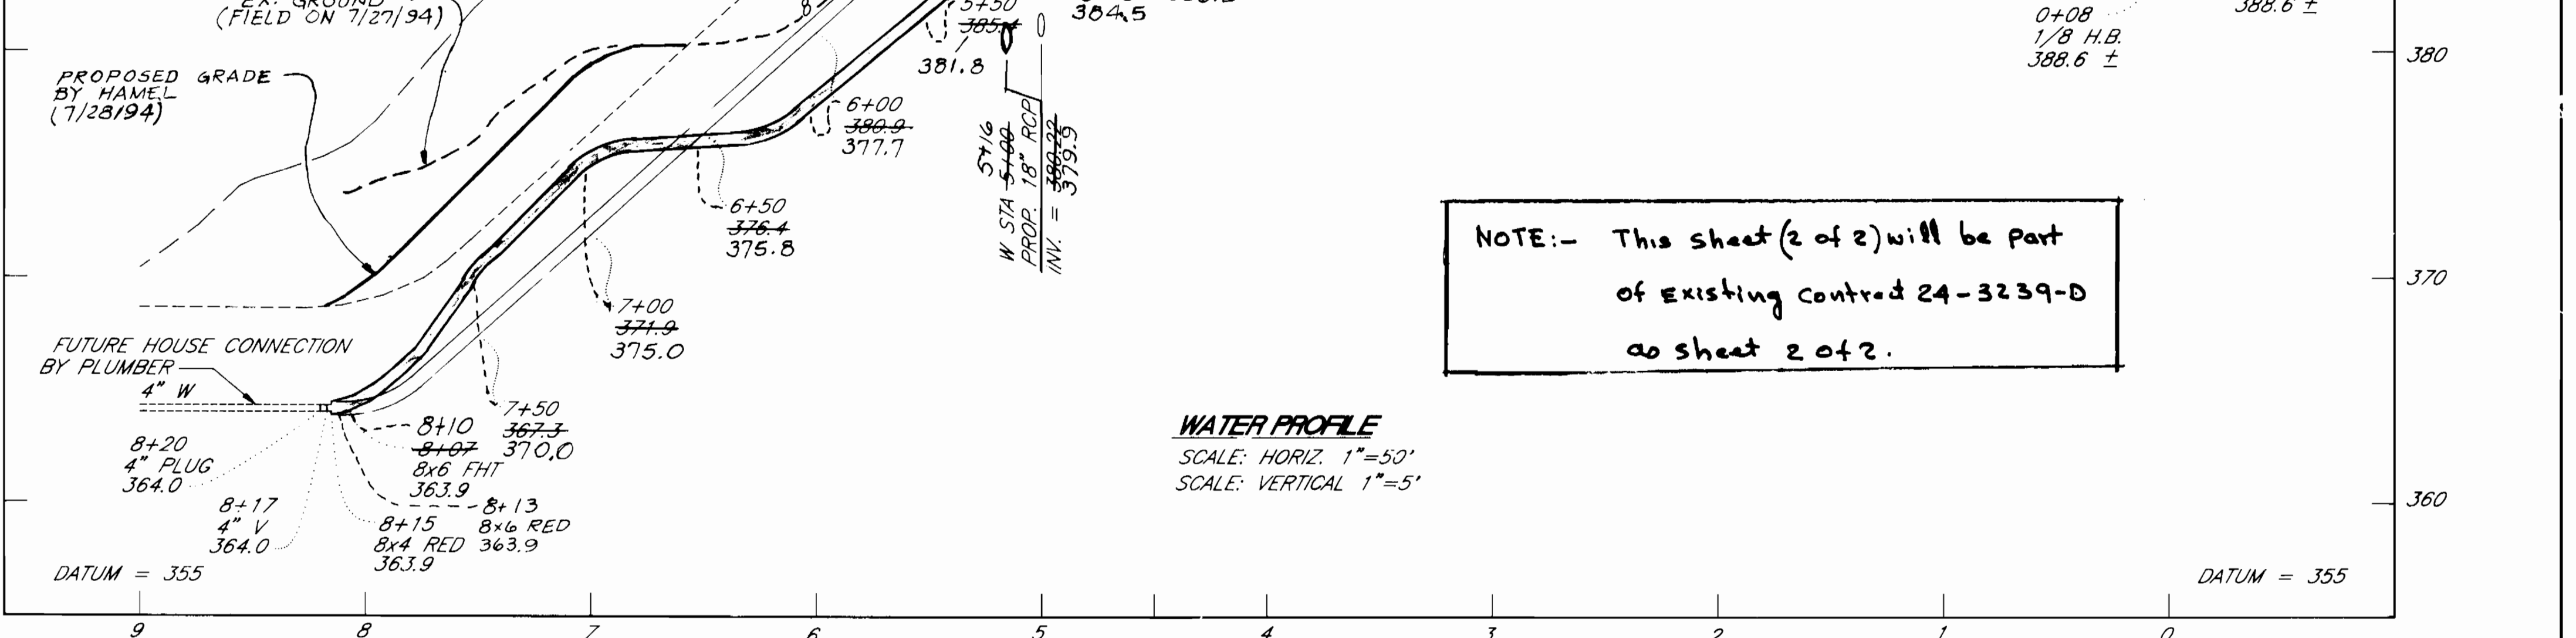 (FIELD ON 7/27/94)
PROPOSED GRADE
BY HAMEL
(7/28/94)
5+50
385.4
381.8
384.5
0+08
1/8 H.B.
388.6 ±
388.6 ±
380
6+00
380.9
377.7
5+16
W STA 5+00
PROP. 18" RCP
INV. = 380.22
379.9
6+50
376.4
375.8
NOTE:- This sheet (2 of 2) will be part
of Existing Contract 24-3239-D
as sheet 2 of 2.
370
7+00
371.9
375.0
FUTURE HOUSE CONNECTION
BY PLUMBER
4" W
7+50
367.3
370.0
8+10
8+07
8x6 FHT
363.9
8+20
4" PLUG
364.0
8+17
4" V
364.0
8+15
8x4 RED
363.9
8+13
8x6 RED
363.9
WATER PROFILE
SCALE: HORIZ. 1"=50'
SCALE: VERTICAL 1"=5'
360
DATUM = 355
DATUM = 355
9 8 7 6 5 4 3 2 1 0